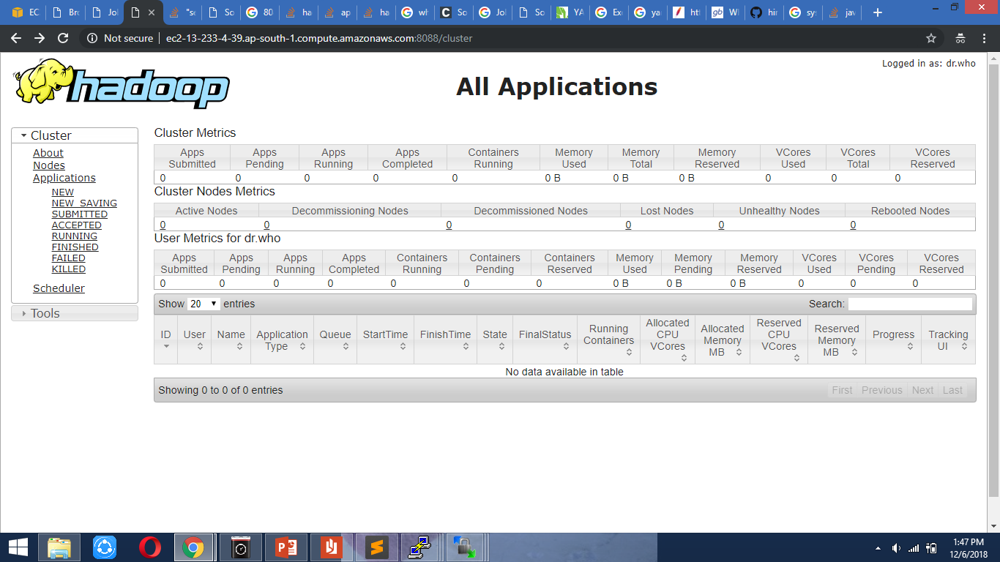 EC
Bro
Jol
"se
So
80
ha
ap
ha
wh
So
Jol
So
YA
Exc
yar
htt
Wl
hir
sys
jav
Not secure
ec2-13-233-4-39.ap-south-1.compute.amazonaws.com:8088/cluster
Logged in as: dr.who
hadoop
All Applications
Cluster
About
Nodes
Applications
NEW
NEW_SAVING
SUBMITTED
ACCEPTED
RUNNING
FINISHED
FAILED
KILLED
Scheduler
Tools
Cluster Metrics
Apps Submitted Apps Pending Apps Running Apps Completed Containers Running Memory Used Memory Total Memory Reserved VCores Used VCores Total VCores Reserved
0 0 0 0 0 0 B 0 B 0 B 0 0 0
Cluster Nodes Metrics
Active Nodes Decommissioning Nodes Decommissioned Nodes Lost Nodes Unhealthy Nodes Rebooted Nodes
0 0 0 0 0 0
User Metrics for dr.who
Apps Submitted Apps Pending Apps Running Apps Completed Containers Running Containers Pending Containers Reserved Memory Used Memory Pending Memory Reserved VCores Used VCores Pending VCores Reserved
0 0 0 0 0 0 0 0 B 0 B 0 B 0 0 0
Show 20 entries Search:
ID User Name Application Type Queue StartTime FinishTime State FinalStatus Running Containers Allocated CPU VCores Allocated Memory MB Reserved CPU VCores Reserved Memory MB Progress Tracking UI
No data available in table
Showing 0 to 0 of 0 entries First Previous Next Last
1:47 PM
12/6/2018